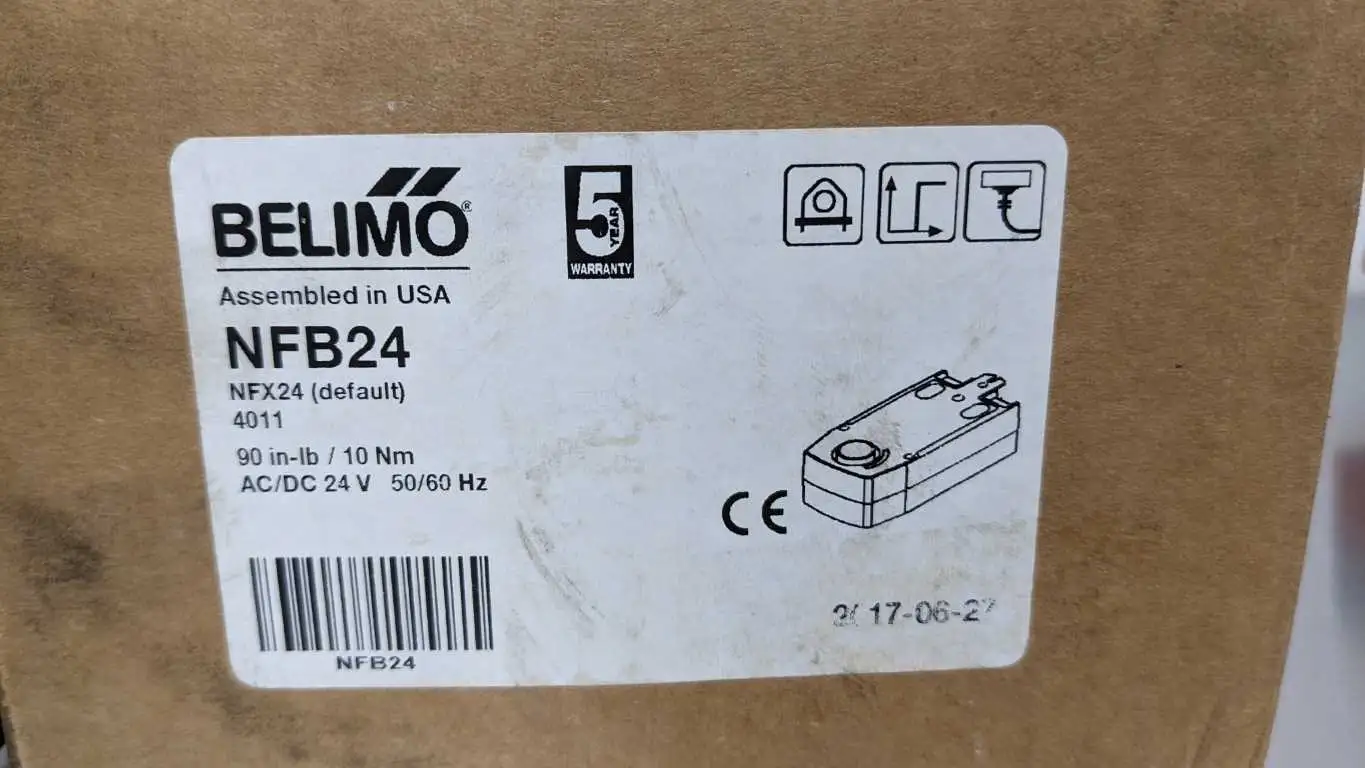 BELIMO®
Assembled in USA
NFB24
NFX24 (default)
4011
90 in-lb / 10 Nm
AC/DC 24 V 50/60 Hz
NFB24
5
YEAR
WARRANTY
CE
17-06-27